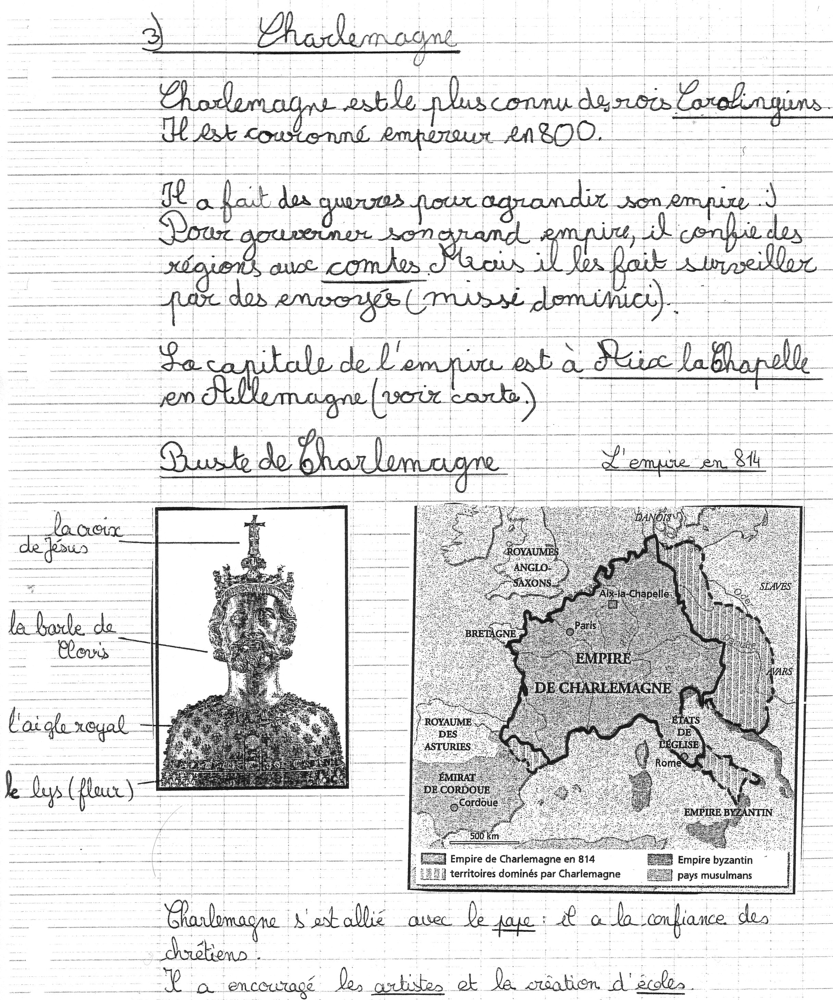 3) Charlemagne
Charlemagne est le plus connu des rois Carolingiens.
Il est couronné empereur en 800.
Il a fait des guerres pour agrandir son empire :)
Pour gouverner son grand empire, il confie des
régions aux comtes. Mais il les fait surveiller
par des envoyés (missi dominici).
La capitale de l'empire est à Aix la Chapelle
en Allemagne (voir carte.)
Buste de Charlemagne
L'empire en 814
la croix
de Jésus
la barbe de
Clovis
l'aigle royal
le lys (fleur)
DANOIS
ROYAUMES
ANGLO-
SAXONS
SLAVES
Oder
Aix-la-Chapelle
Paris
BRETAGNE
EMPIRE
DE CHARLEMAGNE
AVARS
ROYAUME
DES
ASTURIES
ÉTATS
DE
L'ÉGLISE
Rome
ÉMIRAT
DE CORDOUE
Cordoue
EMPIRE BYZANTIN
500 km
Empire de Charlemagne en 814
territoires dominés par Charlemagne
Empire byzantin
pays musulmans
Charlemagne s'est allié avec le pape : il a la confiance des
chrétiens.
Il a encouragé les artistes et la création d'écoles.